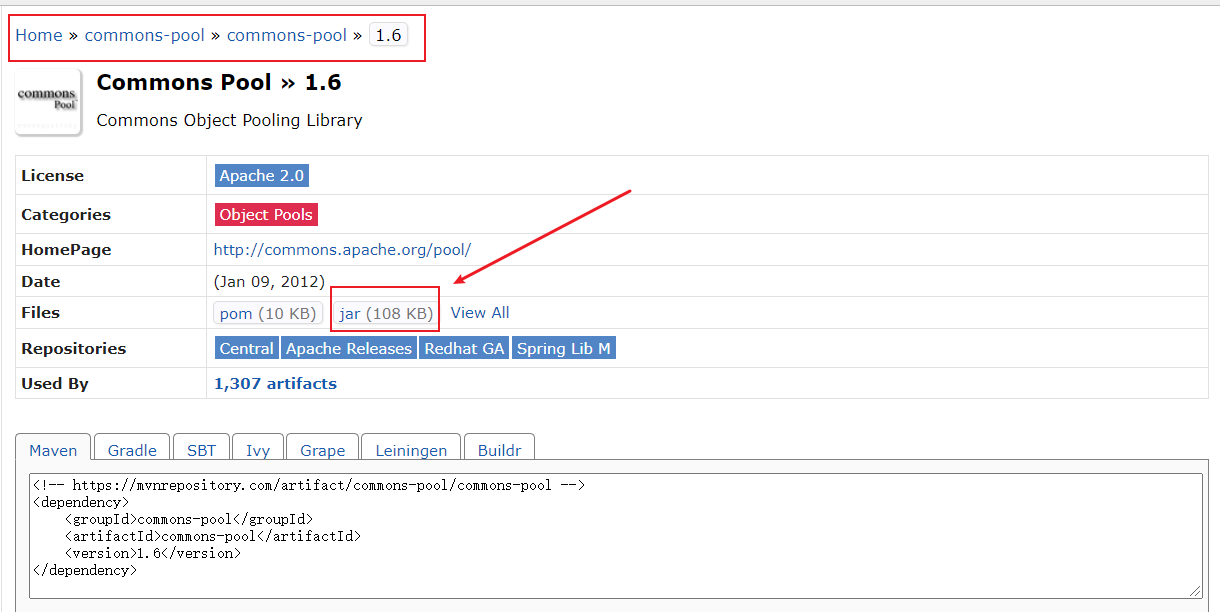 Home » commons-pool » commons-pool » 1.6
commons
Pool
Commons Pool » 1.6
Commons Object Pooling Library
License Apache 2.0
Categories Object Pools
HomePage http://commons.apache.org/pool/
Date (Jan 09, 2012)
Files pom (10 KB) jar (108 KB) View All
Repositories Central Apache Releases Redhat GA Spring Lib M
Used By 1,307 artifacts
Maven Gradle SBT Ivy Grape Leiningen Buildr
<!-- https://mvnrepository.com/artifact/commons-pool/commons-pool -->
<dependency>
    <groupId>commons-pool</groupId>
    <artifactId>commons-pool</artifactId>
    <version>1.6</version>
</dependency>